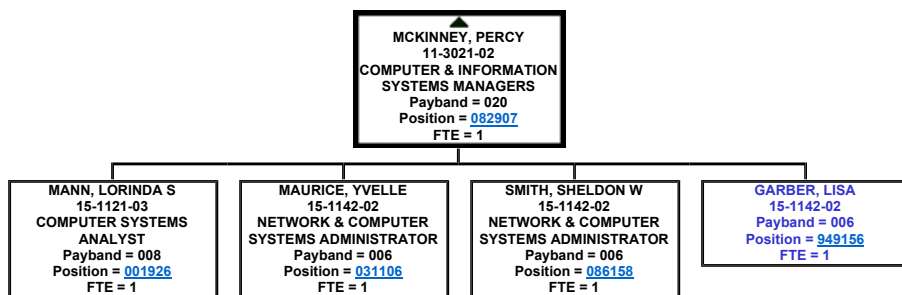 MCKINNEY, PERCY
11-3021-02
COMPUTER & INFORMATION
SYSTEMS MANAGERS
Payband = 020
Position = 082907
FTE = 1
MANN, LORINDA S
15-1121-03
COMPUTER SYSTEMS
ANALYST
Payband = 008
Position = 001926
FTE = 1
MAURICE, YVELLE
15-1142-02
NETWORK & COMPUTER
SYSTEMS ADMINISTRATOR
Payband = 006
Position = 031106
FTE = 1
SMITH, SHELDON W
15-1142-02
NETWORK & COMPUTER
SYSTEMS ADMINISTRATOR
Payband = 006
Position = 086158
FTE = 1
GARBER, LISA
15-1142-02
Payband = 006
Position = 949156
FTE = 1